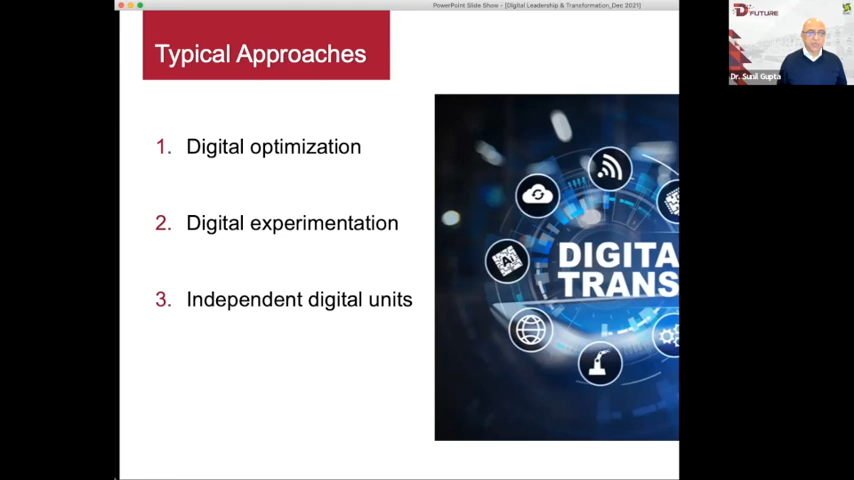 PowerPoint Slide Show - [Digital Leadership & Transformation_Dec 2021]
Typical Approaches
1. Digital optimization
2. Digital experimentation
3. Independent digital units
DIGITA
TRANS
AI
FUTURE
Dr. Sunil Gupta